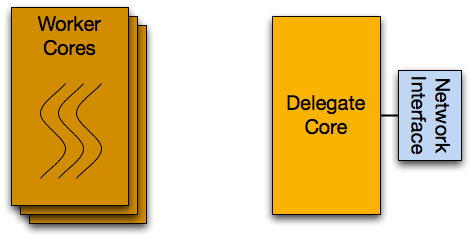 Worker
Cores
Delegate
Core
Network
Interface